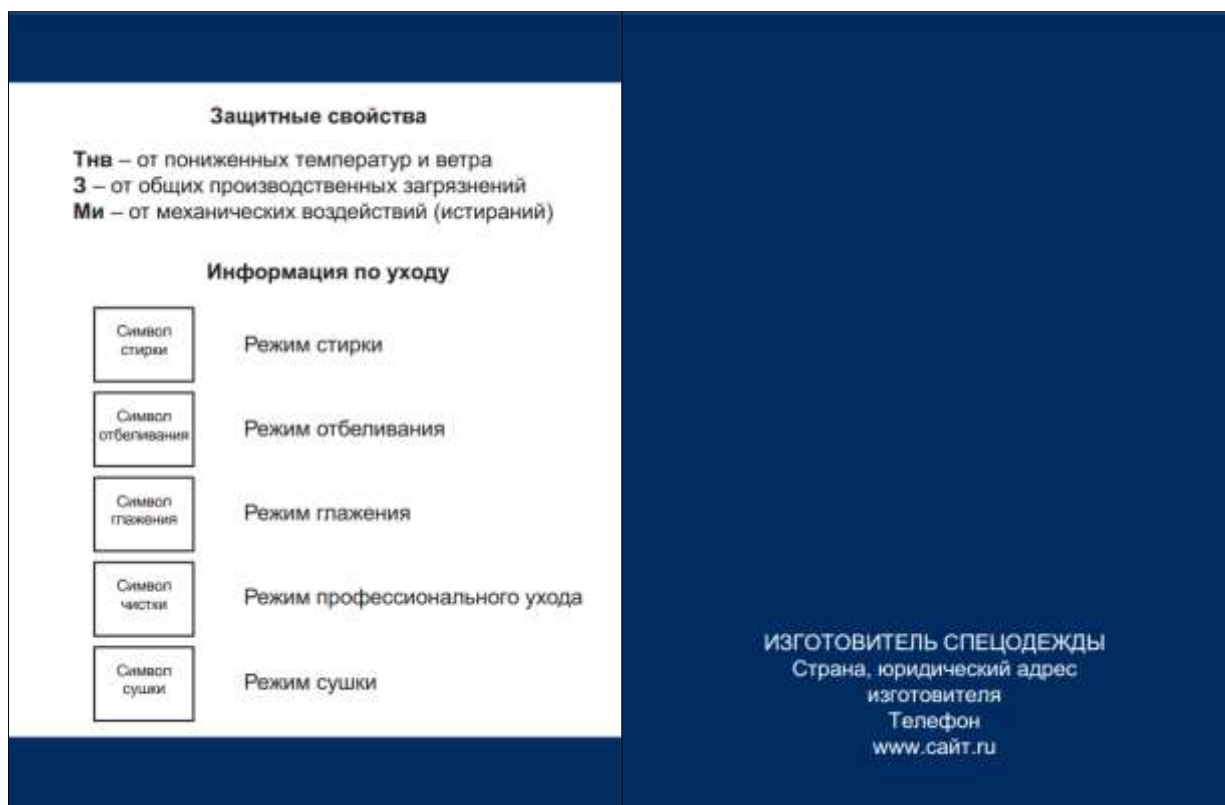 Защитные свойства
Тнв – от пониженных температур и ветра
З – от общих производственных загрязнений
Ми – от механических воздействий (истираний)
Информация по уходу
Символ
стирки
Режим стирки
Символ
отбеливания
Режим отбеливания
Символ
глажения
Режим глажения
Символ
чистки
Режим профессионального ухода
Символ
сушки
Режим сушки
ИЗГОТОВИТЕЛЬ СПЕЦОДЕЖДЫ
Страна, юридический адрес
изготовителя
Телефон
www.сайт.ru